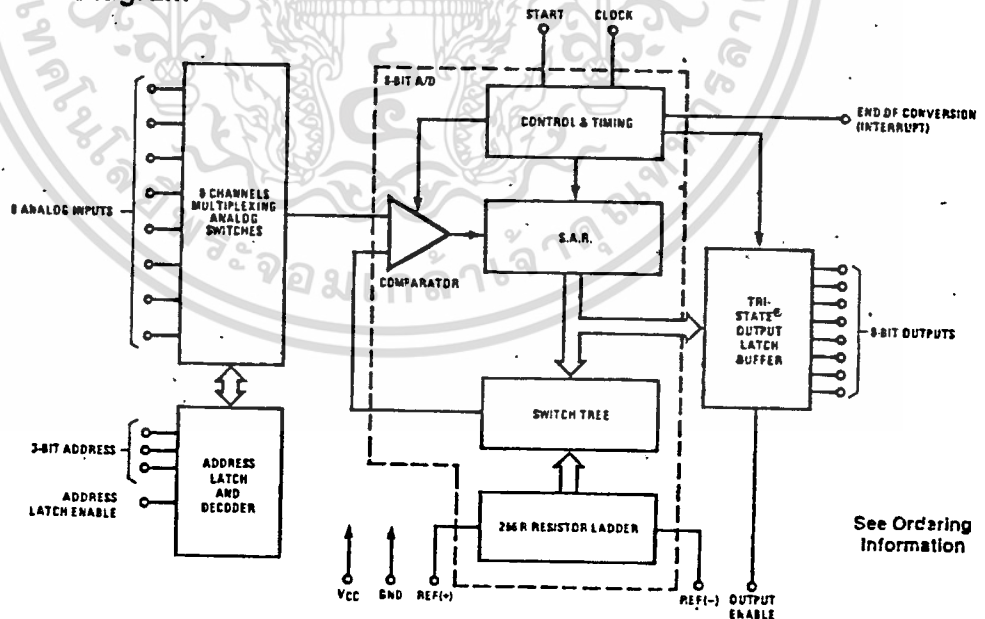 START CLOCK
8-BIT A/D
CONTROL & TIMING
END OF CONVERSION
(INTERRUPT)
8 ANALOG INPUTS
8 CHANNELS
MULTIPLEXING
ANALOG
SWITCHES
S.A.R.
COMPARATOR
TRI-
STATE®
OUTPUT
LATCH
BUFFER
8-BIT OUTPUTS
SWITCH TREE
3-BIT ADDRESS
ADDRESS
LATCH ENABLE
ADDRESS
LATCH
AND
DECODER
256R RESISTOR LADDER
See Ordering
Information
VCC GND REF(+) REF(-) OUTPUT
ENABLE